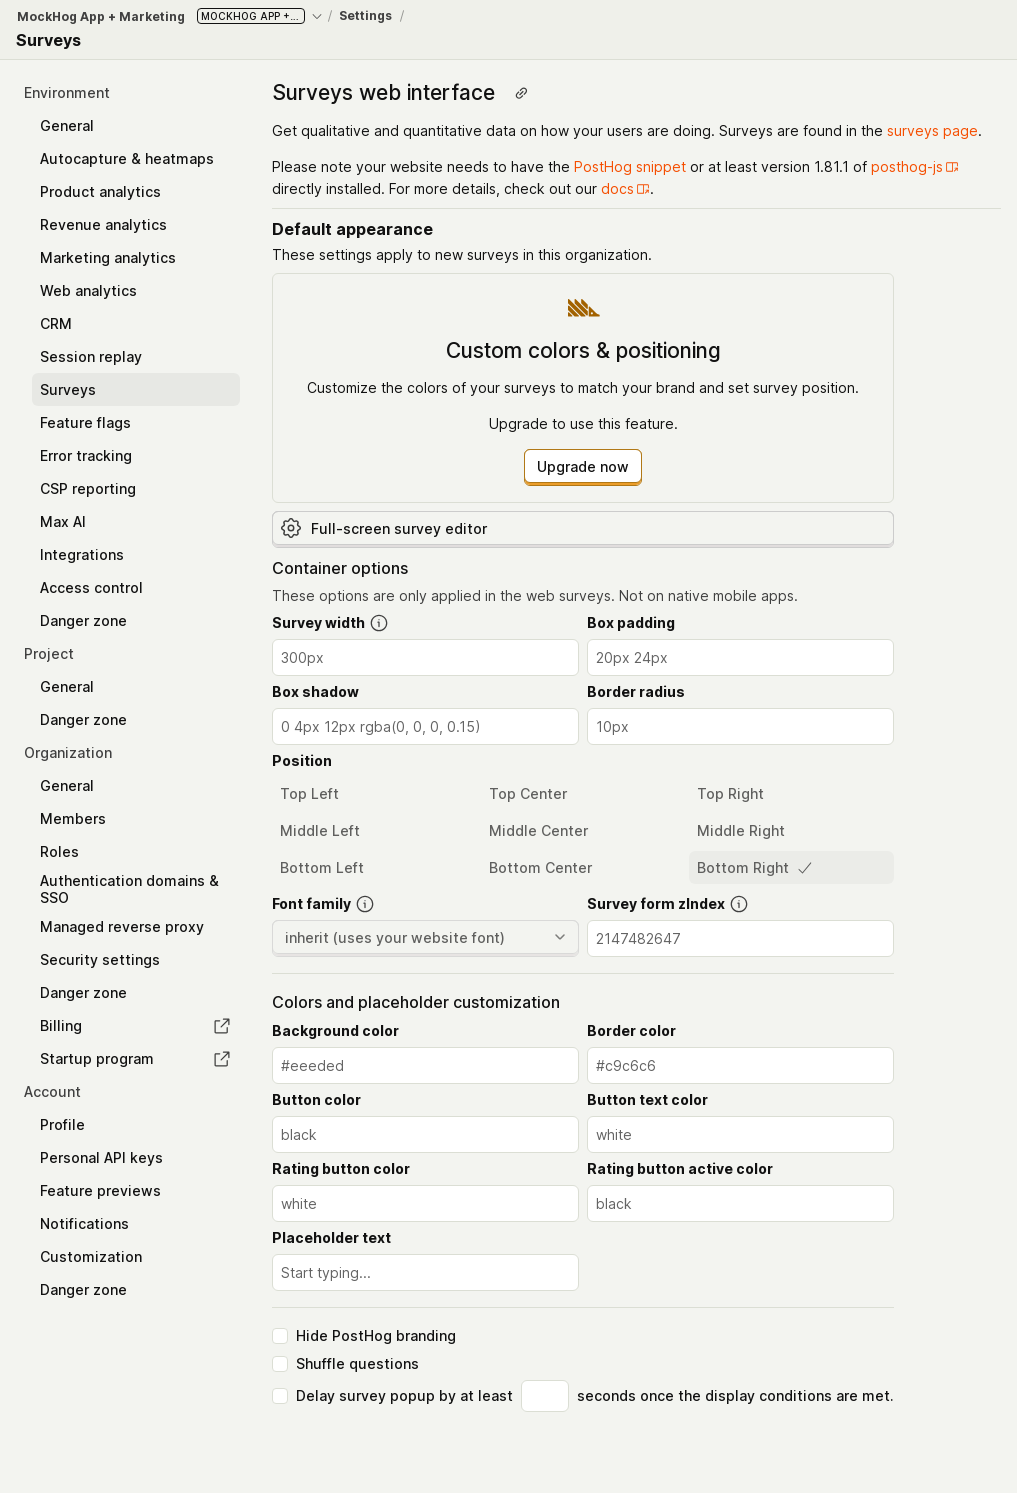 MockHog App + Marketing
MOCKHOG APP +...
/
Settings
/
Surveys
Environment
General
Autocapture & heatmaps
Product analytics
Revenue analytics
Marketing analytics
Web analytics
CRM
Session replay
Surveys
Feature flags
Error tracking
CSP reporting
Max AI
Integrations
Access control
Danger zone
Project
General
Danger zone
Organization
General
Members
Roles
Authentication domains &
SSO
Managed reverse proxy
Security settings
Danger zone
Billing
Startup program
Account
Profile
Personal API keys
Feature previews
Notifications
Customization
Danger zone
Surveys web interface
Get qualitative and quantitative data on how your users are doing. Surveys are found in the surveys page.
Please note your website needs to have the PostHog snippet or at least version 1.81.1 of posthog-js
directly installed. For more details, check out our docs.
Default appearance
These settings apply to new surveys in this organization.
Custom colors & positioning
Customize the colors of your surveys to match your brand and set survey position.
Upgrade to use this feature.
Upgrade now
Full-screen survey editor
Container options
These options are only applied in the web surveys. Not on native mobile apps.
Survey width
Box padding
300px
20px 24px
Box shadow
Border radius
0 4px 12px rgba(0, 0, 0, 0.15)
10px
Position
Top Left
Top Center
Top Right
Middle Left
Middle Center
Middle Right
Bottom Left
Bottom Center
Bottom Right
Font family
Survey form zIndex
inherit (uses your website font)
2147482647
Colors and placeholder customization
Background color
Border color
#eeeded
#c9c6c6
Button color
Button text color
black
white
Rating button color
Rating button active color
white
black
Placeholder text
Start typing...
Hide PostHog branding
Shuffle questions
Delay survey popup by at least
seconds once the display conditions are met.